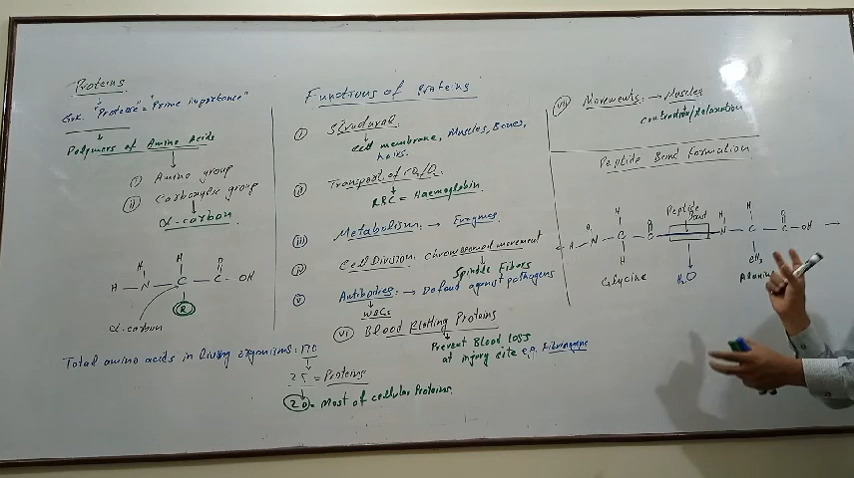 Proteins
Grk. "Proteios" = "Prime importance"
Polymers of Amino Acids
i) Amino group
ii) Carboxylic group
α-carbon
H H O
H - N - C - C - OH
R
α-carbon
Total amino acids in living organisms: 170
25 = Proteins
20 = Most of cellular Proteins.
Functions of Proteins
i) Structural.
Cell membrane, Muscles, Bones,
hairs.
ii) Transport of CO₂/O₂
RBC = Haemoglobin.
iii) Metabolism: → Enzymes
iv) Cell Division: chromosomal movement
Spindle Fibers
v) Antibodies: → Defend against pathogens
WBCs
vi) Blood Clotting Proteins
Prevent Blood loss
at injury site e.g. Fibrinogen
vii) Movements: → Muscles
contraction/relaxation
Peptide Bond Formation
Peptide
Bond
H O H O
H - N - C - C N - C - C - OH
H H CH₃
Glycine H₂O Alanine